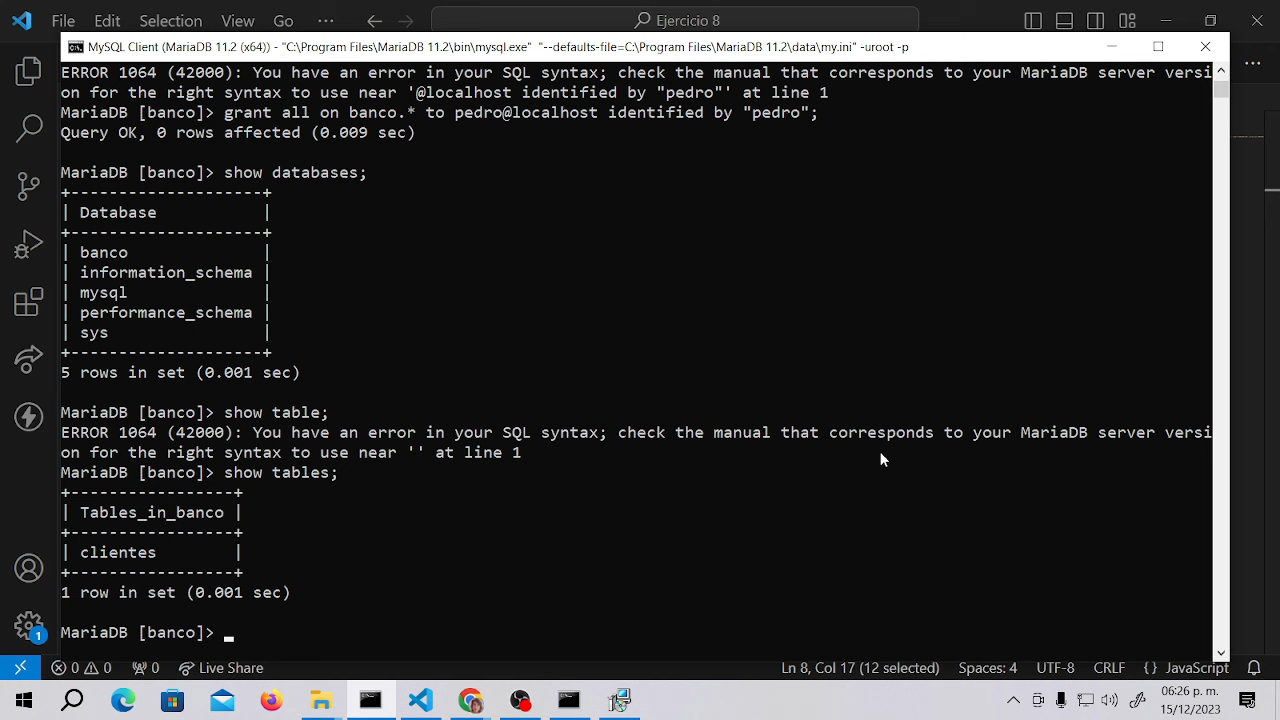 File Edit Selection View Go ··· Ejercicio 8
MySQL Client (MariaDB 11.2 (x64)) - "C:\Program Files\MariaDB 11.2\bin\mysql.exe" "--defaults-file=C:\Program Files\MariaDB 11.2\data\my.ini" -uroot -p
ERROR 1064 (42000): You have an error in your SQL syntax; check the manual that corresponds to your MariaDB server versi
on for the right syntax to use near '@localhost identified by "pedro"' at line 1
MariaDB [banco]> grant all on banco.* to pedro@localhost identified by "pedro";
Query OK, 0 rows affected (0.009 sec)
MariaDB [banco]> show databases;
+--------------------+
| Database           |
+--------------------+
| banco              |
| information_schema |
| mysql              |
| performance_schema |
| sys                |
+--------------------+
5 rows in set (0.001 sec)
MariaDB [banco]> show table;
ERROR 1064 (42000): You have an error in your SQL syntax; check the manual that corresponds to your MariaDB server versi
on for the right syntax to use near '' at line 1
MariaDB [banco]> show tables;
+-----------------+
| Tables_in_banco |
+-----------------+
| clientes        |
+-----------------+
1 row in set (0.001 sec)
MariaDB [banco]> _
1
0 0 0 Live Share Ln 8, Col 17 (12 selected) Spaces: 4 UTF-8 CRLF {} JavaScript
06:26 p. m.
15/12/2023